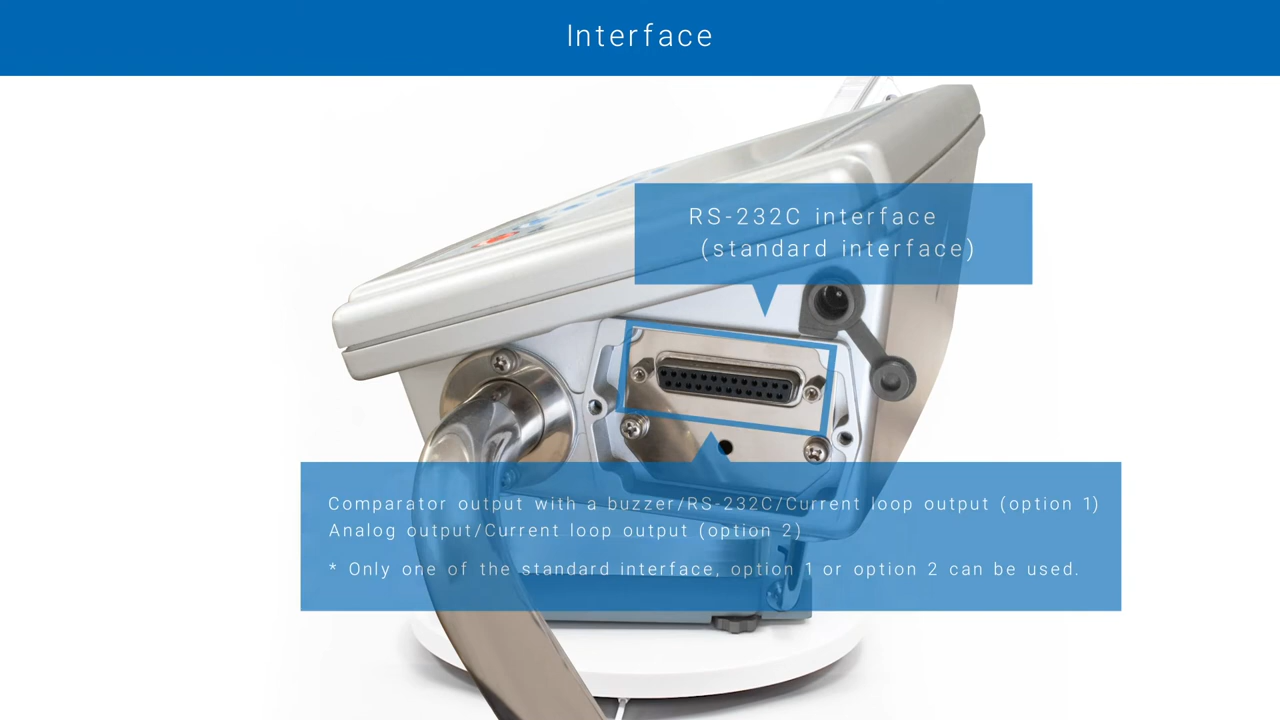 Interface
RS-232C interface
(standard interface)
Comparator output with a buzzer/RS-232C/Current loop output (option 1)
Analog output/Current loop output (option 2)
* Only one of the standard interface, option 1 or option 2 can be used.